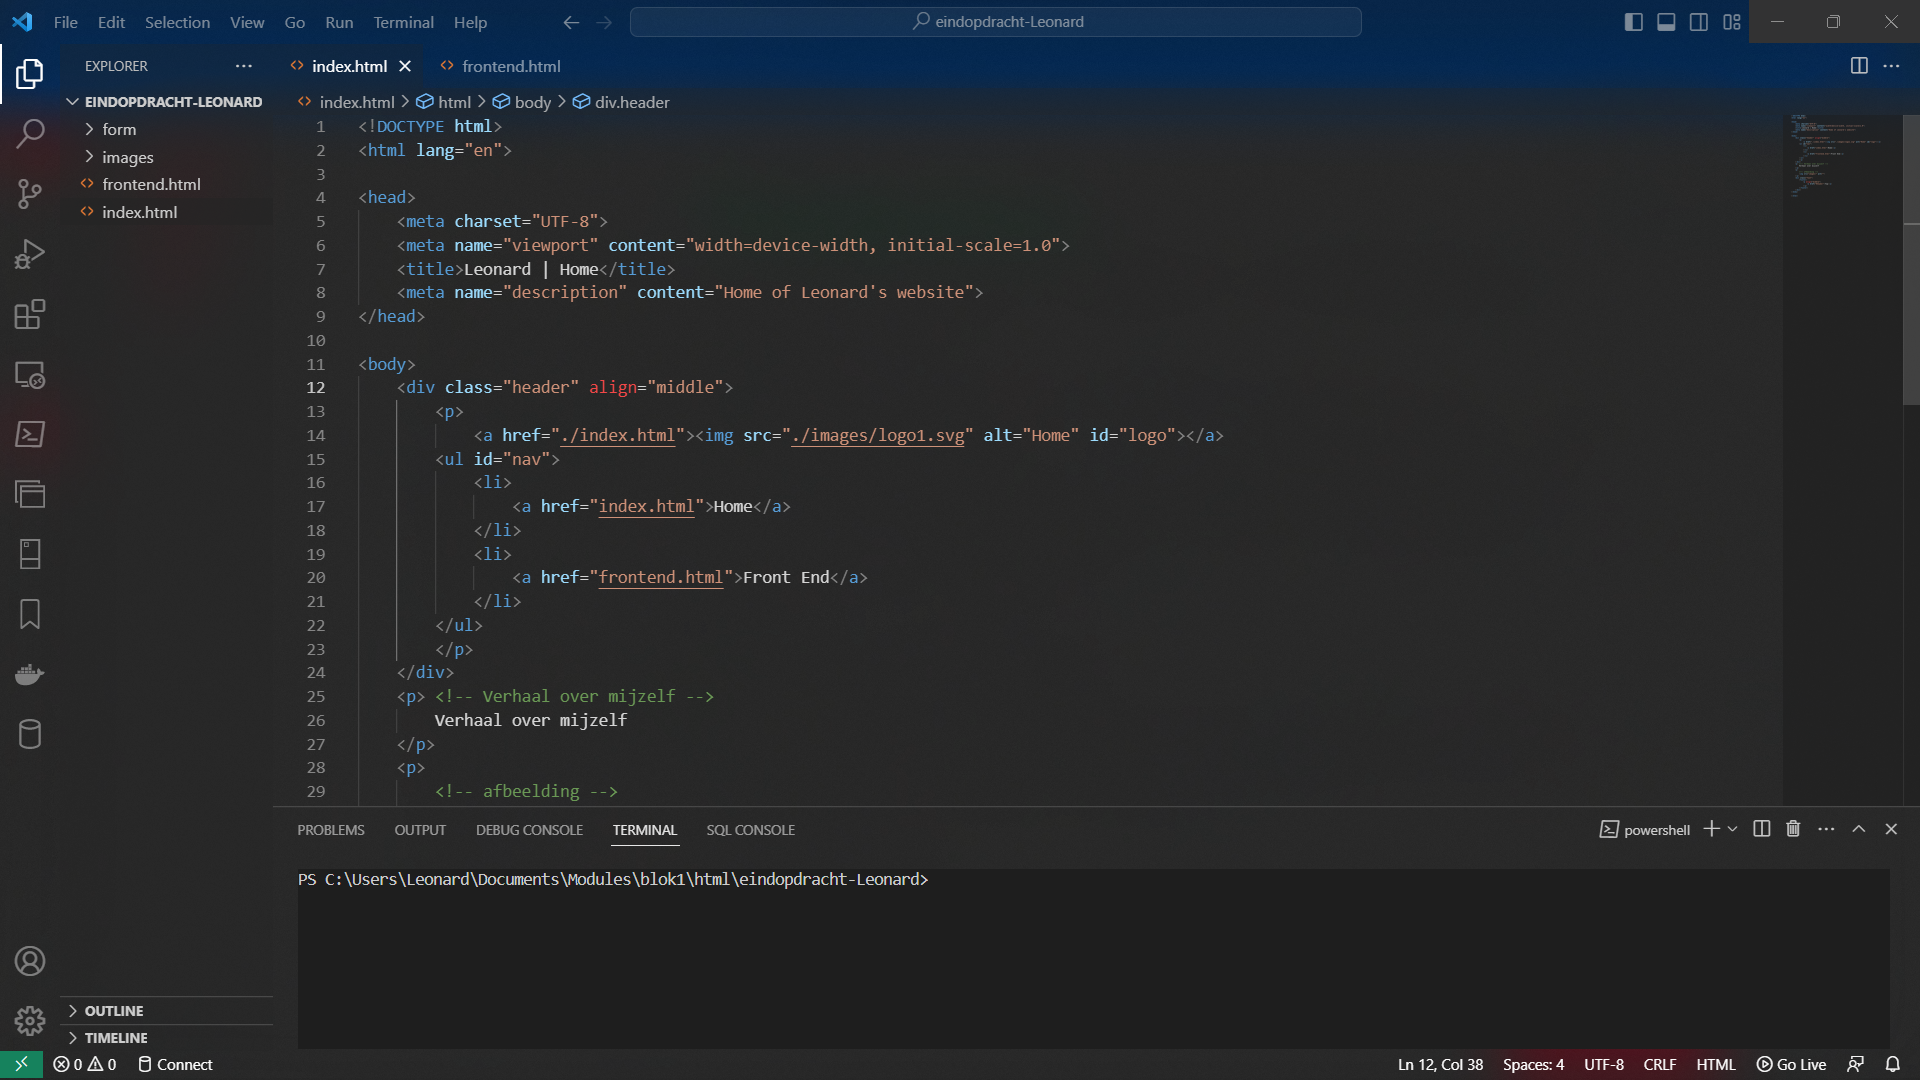 File Edit Selection View Go Run Terminal Help
eindopdracht-Leonard
EXPLORER
index.html
frontend.html
EINDOPDRACHT-LEONARD
form
images
frontend.html
index.html
index.html > html > body > div.header
1 <!DOCTYPE html>
2 <html lang="en">
3
4 <head>
5 <meta charset="UTF-8">
6 <meta name="viewport" content="width=device-width, initial-scale=1.0">
7 <title>Leonard | Home</title>
8 <meta name="description" content="Home of Leonard's website">
9 </head>
10
11 <body>
12 <div class="header" align="middle">
13 <p>
14 <a href="./index.html"><img src="./images/logo1.svg" alt="Home" id="logo"></a>
15 <ul id="nav">
16 <li>
17 <a href="index.html">Home</a>
18 </li>
19 <li>
20 <a href="frontend.html">Front End</a>
21 </li>
22 </ul>
23 </p>
24 </div>
25 <p> <!-- Verhaal over mijzelf -->
26 Verhaal over mijzelf
27 </p>
28 <p>
29 <!-- afbeelding -->
PROBLEMS OUTPUT DEBUG CONSOLE TERMINAL SQL CONSOLE
powershell
PS C:\Users\Leonard\Documents\Modules\blok1\html\eindopdracht-Leonard>
OUTLINE
TIMELINE
0 0 Connect
Ln 12, Col 38 Spaces: 4 UTF-8 CRLF HTML Go Live